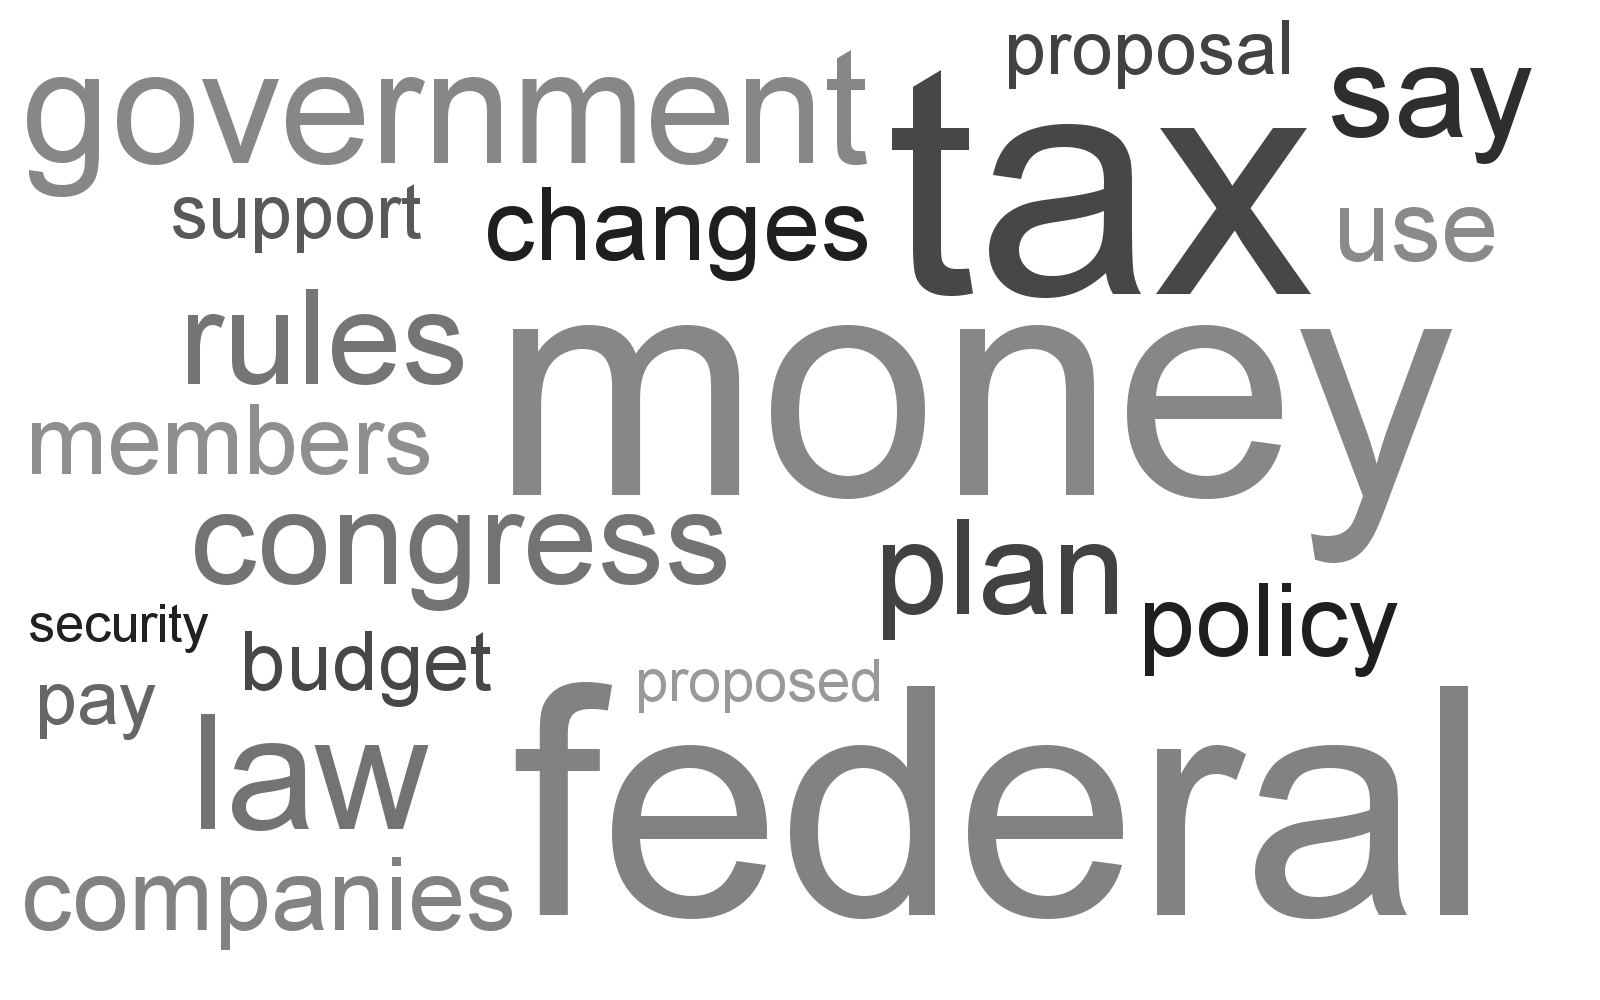 proposal
government tax say
support changes use
rules money
members
congress plan
security budget policy
pay proposed
law federal
companies